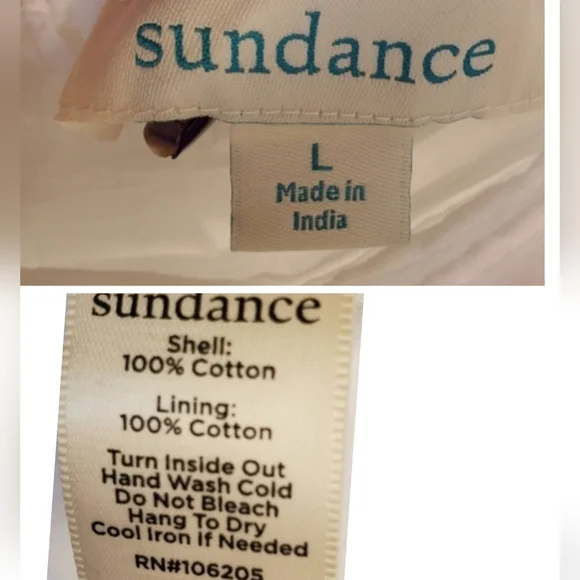 sundance
L
Made in
India
sundance
Shell:
100% Cotton
Lining:
100% Cotton
Turn Inside Out
Hand Wash Cold
Do Not Bleach
Hang To Dry
Cool Iron if Needed
RN#106205